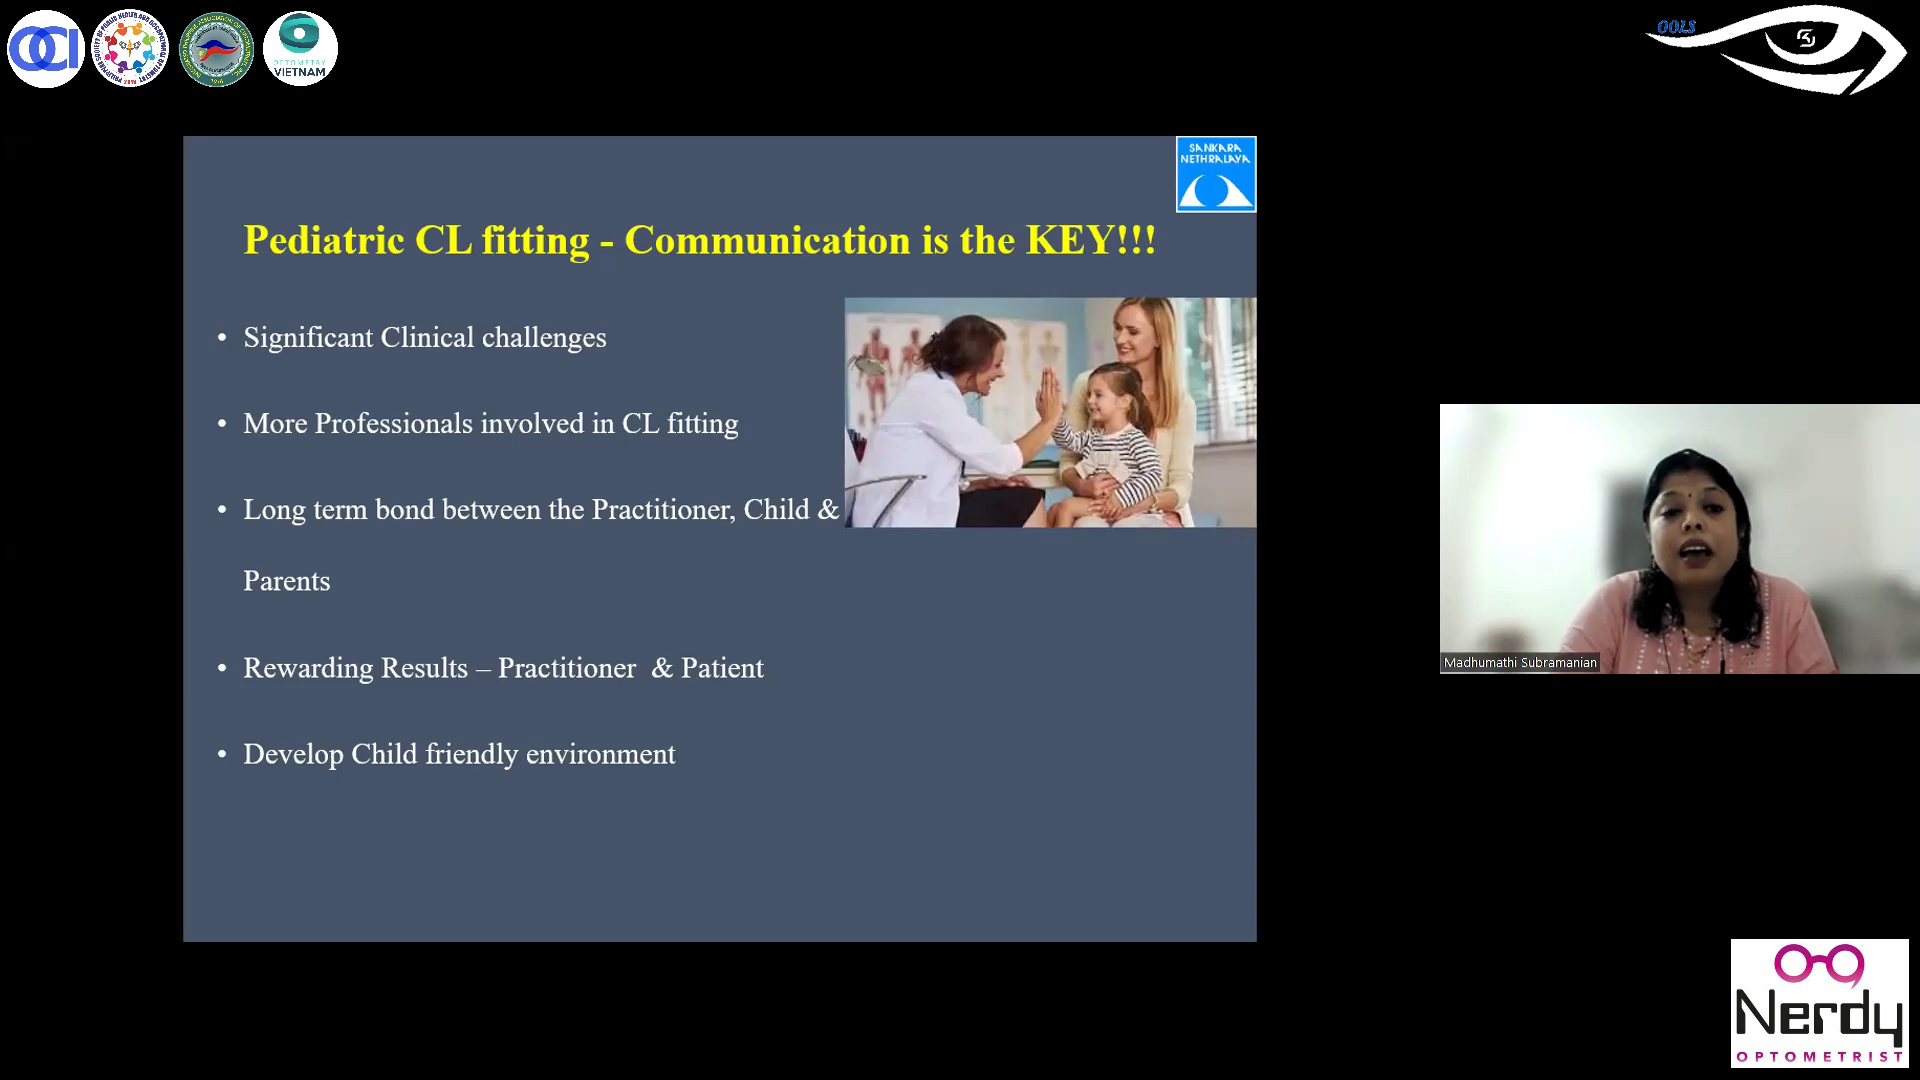 OCI
OPTOMETRY
VIETNAM
OOLS
SANKARA
NETHRALAYA
Pediatric CL fitting - Communication is the KEY!!!
• Significant Clinical challenges
• More Professionals involved in CL fitting
• Long term bond between the Practitioner, Child &
Parents
• Rewarding Results – Practitioner & Patient
• Develop Child friendly environment
Madhumathi Subramanian
Nerdy
OPTOMETRIST